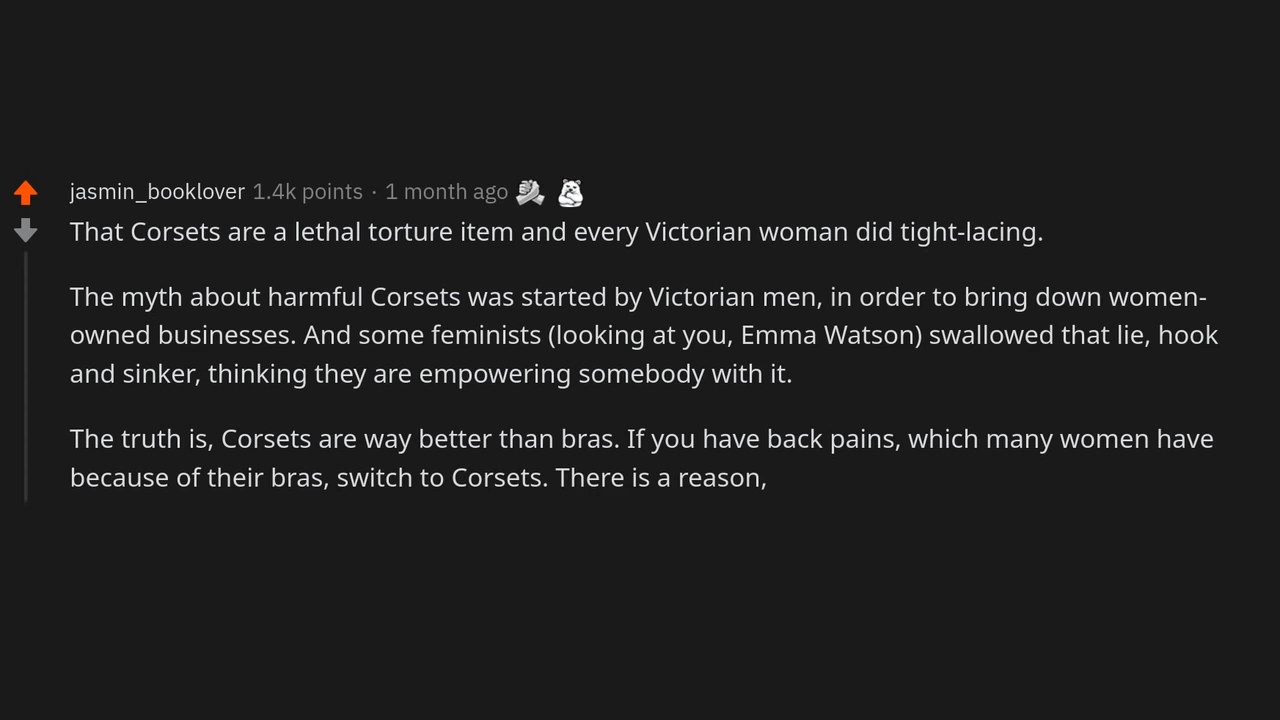 jasmin_booklover 1.4k points · 1 month ago
That Corsets are a lethal torture item and every Victorian woman did tight-lacing.
The myth about harmful Corsets was started by Victorian men, in order to bring down women-
owned businesses. And some feminists (looking at you, Emma Watson) swallowed that lie, hook
and sinker, thinking they are empowering somebody with it.
The truth is, Corsets are way better than bras. If you have back pains, which many women have
because of their bras, switch to Corsets. There is a reason,